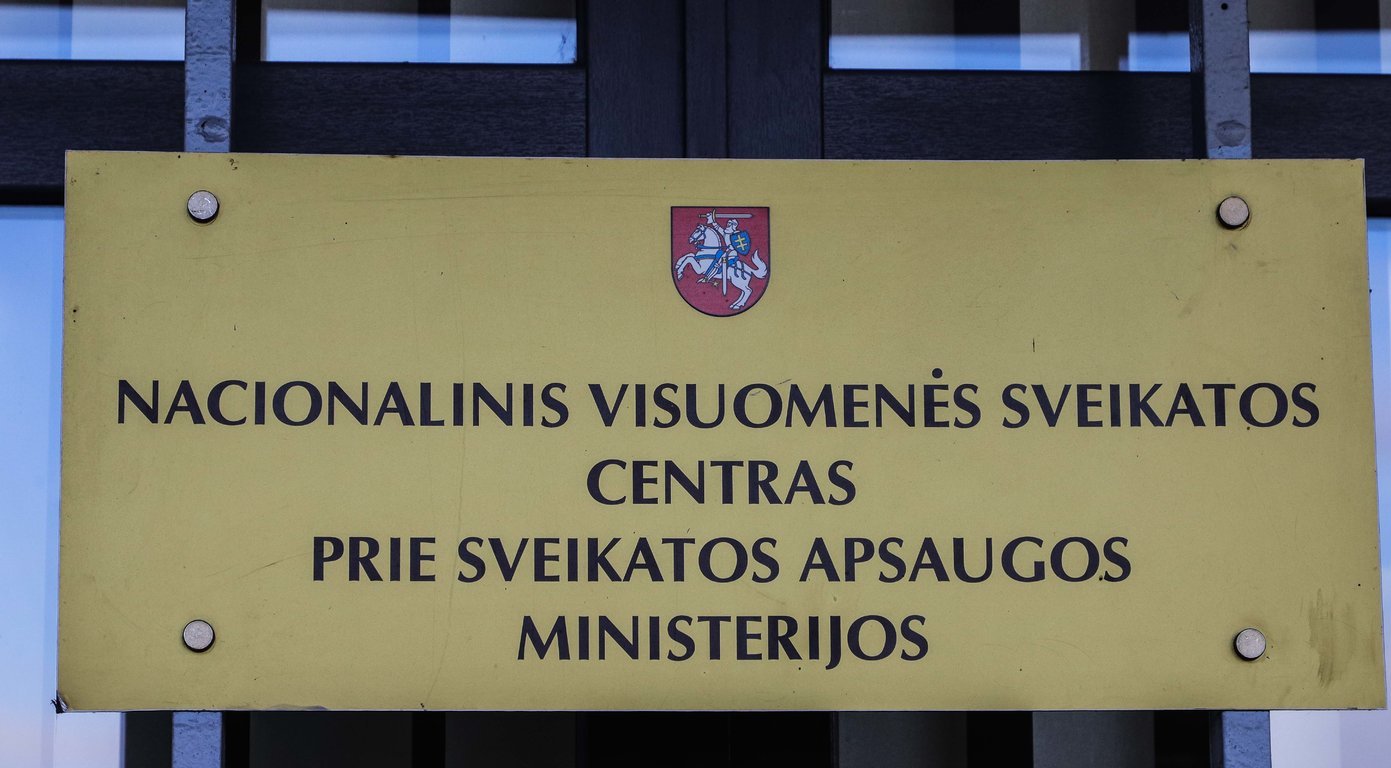 NACIONALINIS VISUOMENĖS SVEIKATOS
CENTRAS
PRIE SVEIKATOS APSAUGOS
MINISTERIJOS